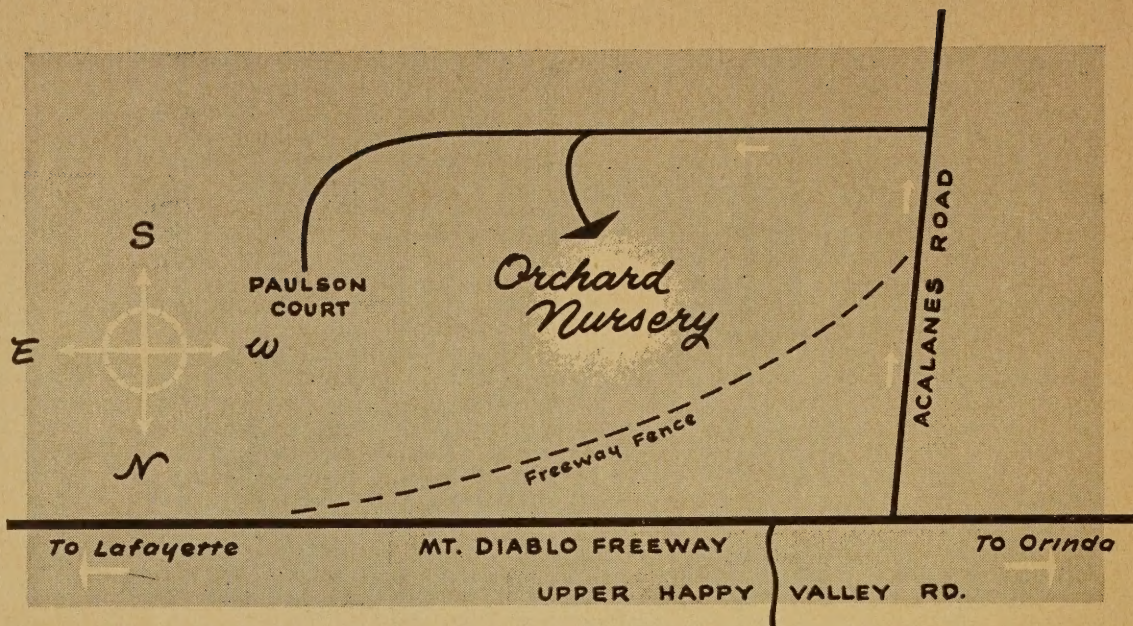 S
PAULSON
COURT
E
W
N
Orchard
Nursery
ACALANES ROAD
Freeway Fence
To Lafayette
MT. DIABLO FREEWAY
To Orinda
UPPER HAPPY VALLEY RD.